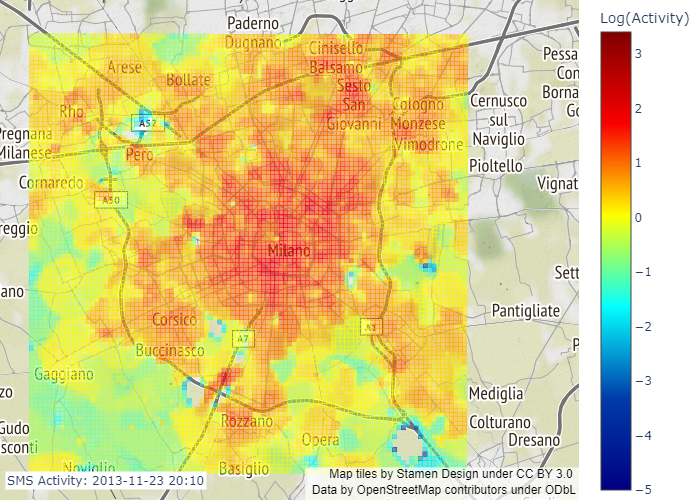 Paderno
Dugnano
Cinisello
Balsamo
Arese
Bollate
Sesto
San
Giovanni
Cologno
Monzese
Vimodrone
Rho
A52
Pero
Pregnana
Milanese
Cornaredo
A50
Cernusco
sul
Naviglio
Pioltello
Pessa
Con
Borna
Go
Vignat
reggio
Milano
Sett
ano
Pantigliate
P
Corsico
A7
Buccinasco
Gaggiano
zo
Mediglia
Rozzano
Colturano
Dresano
Gudo
sconti
Opera
Noviglio
Basiglio
SMS Activity: 2013-11-23 20:10
Map tiles by Stamen Design under CC BY 3.0
Data by OpenStreetMap contributors under ODbL
Log(Activity)
3
2
1
0
−1
−2
−3
−4
−5